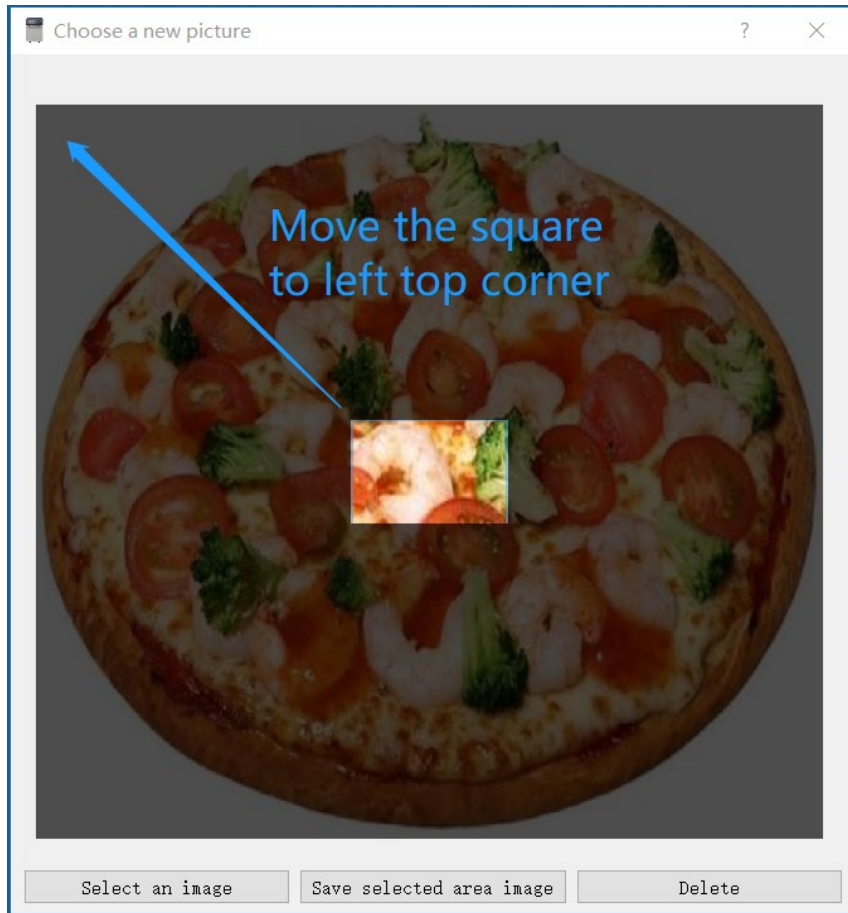 Choose a new picture
?
Move the square
to left top corner
Select an image
Save selected area image
Delete